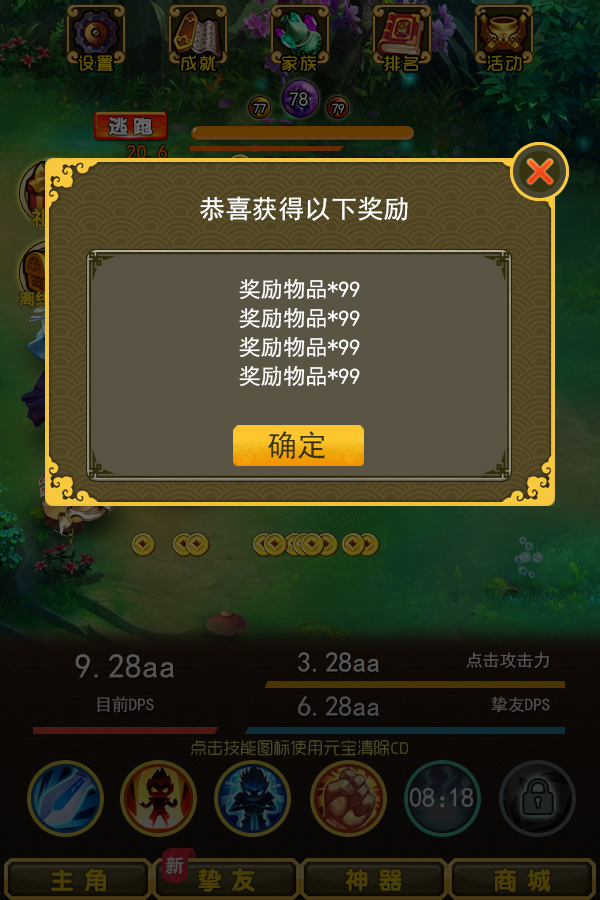 设置 成就 家族 排名 活动
77 78 79
逃跑
20.6
恭喜获得以下奖励
奖励物品*99
奖励物品*99
奖励物品*99
奖励物品*99
确定
9.28aa 3.28aa 点击攻击力
目前DPS 6.28aa 挚友DPS
点击技能图标使用元宝清除CD
08:18
新
主角 挚友 神器 商城